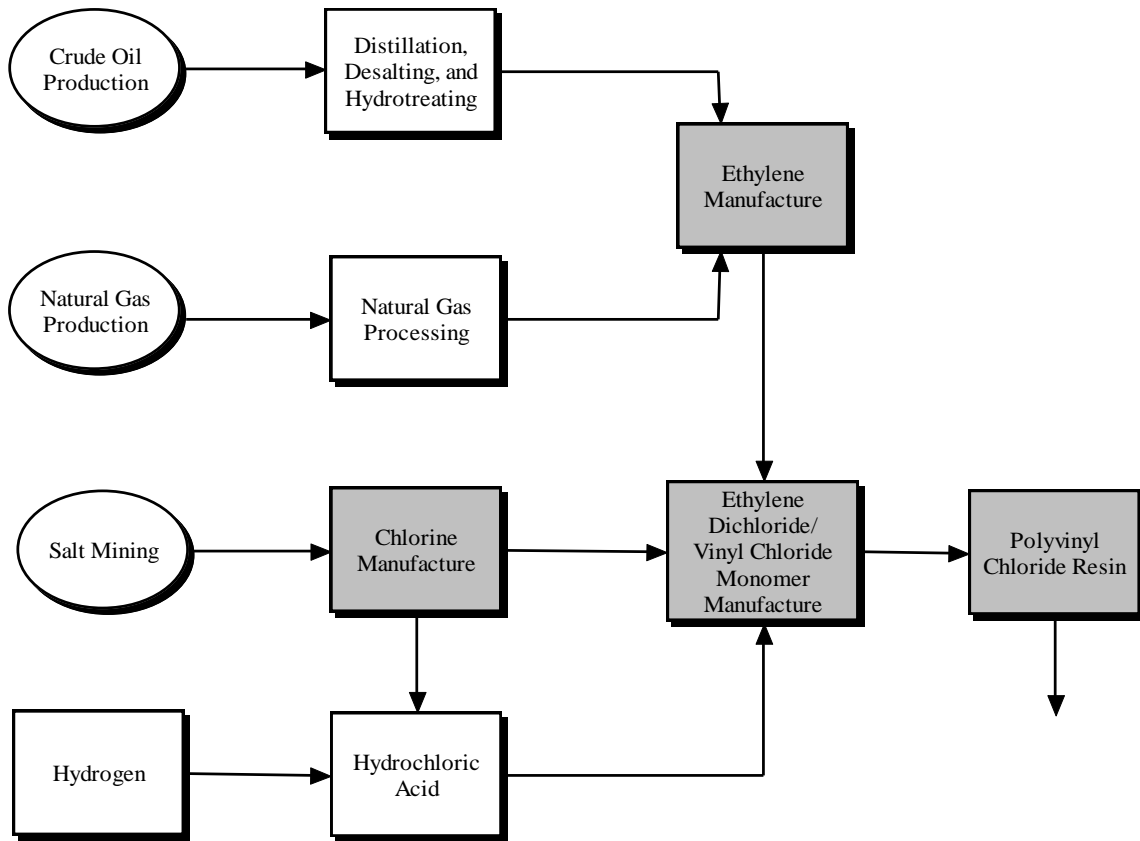 Crude Oil
Production
Distillation,
Desalting, and
Hydrotreating
Ethylene
Manufacture
Natural Gas
Production
Natural Gas
Processing
Salt Mining
Chlorine
Manufacture
Ethylene
Dichloride/
Vinyl Chloride
Monomer
Manufacture
Polyvinyl
Chloride Resin
Hydrogen
Hydrochloric
Acid